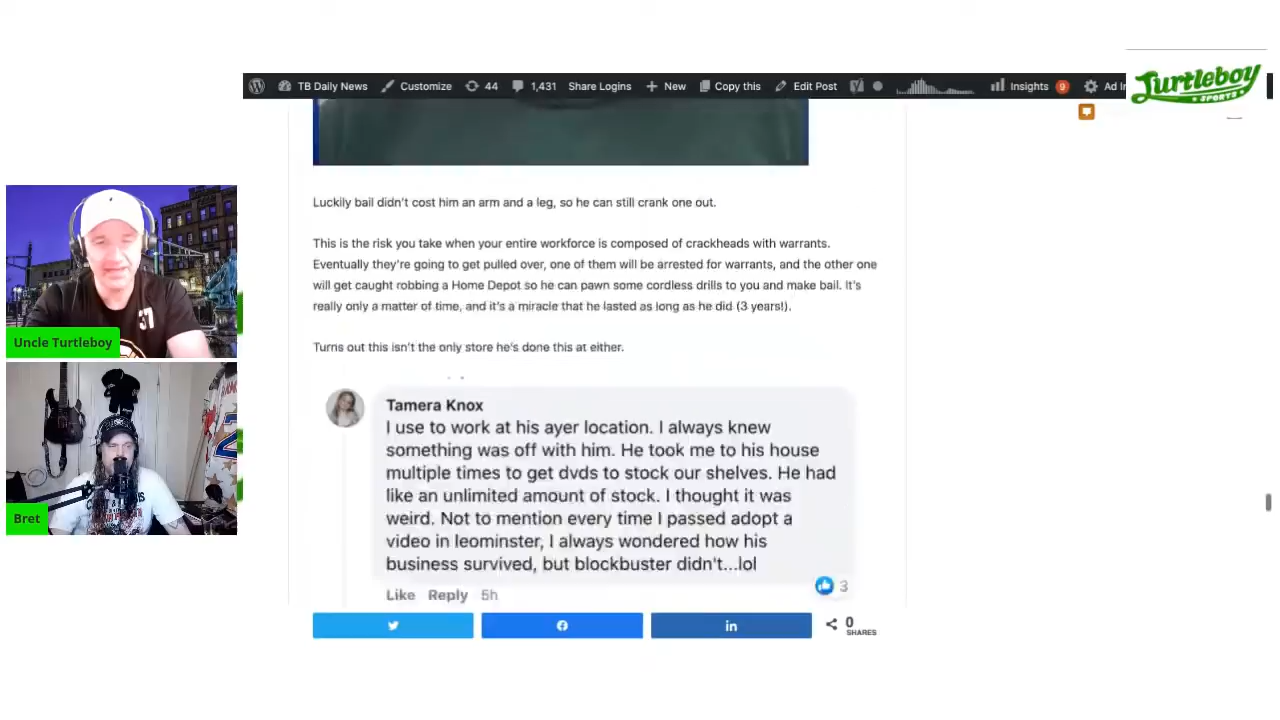 TB Daily News Customize 44 1,431 Share Logins New Copy this Edit Post Insights 9 Ad
Turtleboy
SPORTS
Luckily bail didn't cost him an arm and a leg, so he can still crank one out.
This is the risk you take when your entire workforce is composed of crackheads with warrants.
Eventually they're going to get pulled over, one of them will be arrested for warrants, and the other one
will get caught robbing a Home Depot so he can pawn some cordless drills to you and make bail. It's
really only a matter of time, and it's a miracle that he lasted as long as he did (3 years!).
Turns out this isn't the only store he's done this at either.
Tamera Knox
I use to work at his ayer location. I always knew
something was off with him. He took me to his house
multiple times to get dvds to stock our shelves. He had
like an unlimited amount of stock. I thought it was
weird. Not to mention every time I passed adopt a
video in leominster, I always wondered how his
business survived, but blockbuster didn't...lol
3
Like Reply 5h
0
SHARES
37
Uncle Turtleboy
Bret